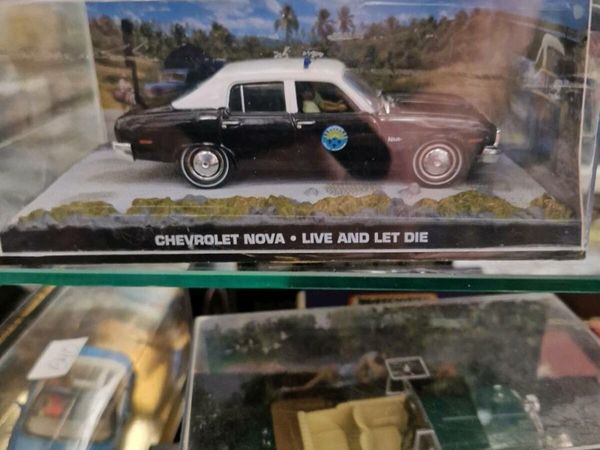 CHEVROLET NOVA • LIVE AND LET DIE